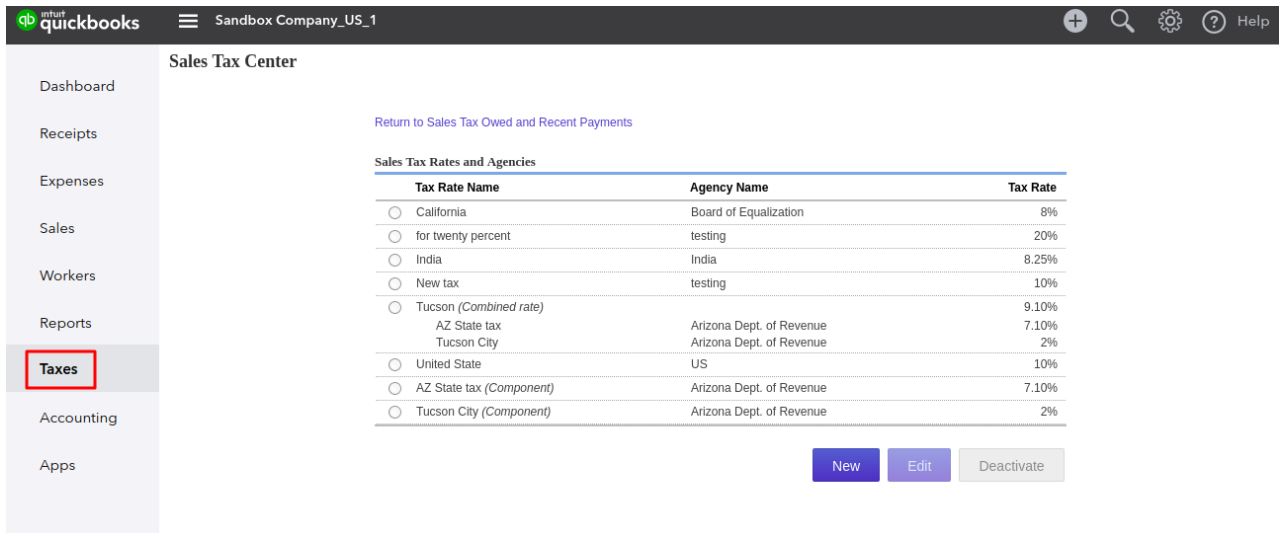 qb intuit quickbooks Sandbox Company_US_1 Help
Sales Tax Center
Dashboard
Receipts
Expenses
Sales
Workers
Reports
Taxes
Accounting
Apps
Return to Sales Tax Owed and Recent Payments
Sales Tax Rates and Agencies
Tax Rate Name Agency Name Tax Rate
California Board of Equalization 8%
for twenty percent testing 20%
India India 8.25%
New tax testing 10%
Tucson (Combined rate) 9.10%
AZ State tax Arizona Dept. of Revenue 7.10%
Tucson City Arizona Dept. of Revenue 2%
United State US 10%
AZ State tax (Component) Arizona Dept. of Revenue 7.10%
Tucson City (Component) Arizona Dept. of Revenue 2%
New Edit Deactivate